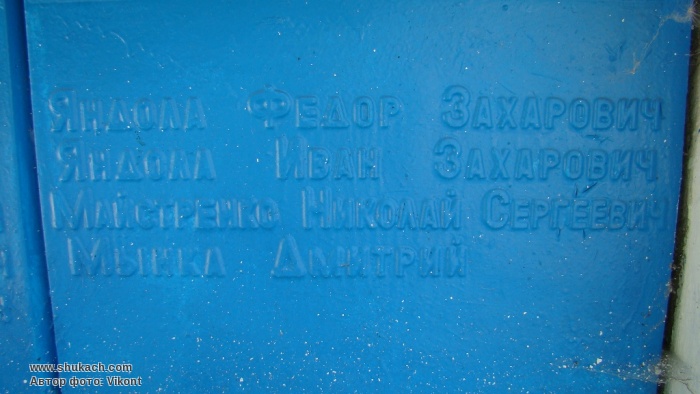 Яндола Федор Захарович
Яндола Иван Захарович
Майстренко Николай Сергеевич
Мынка Дмитрий
www.shukach.com
Автор фото: Vikont